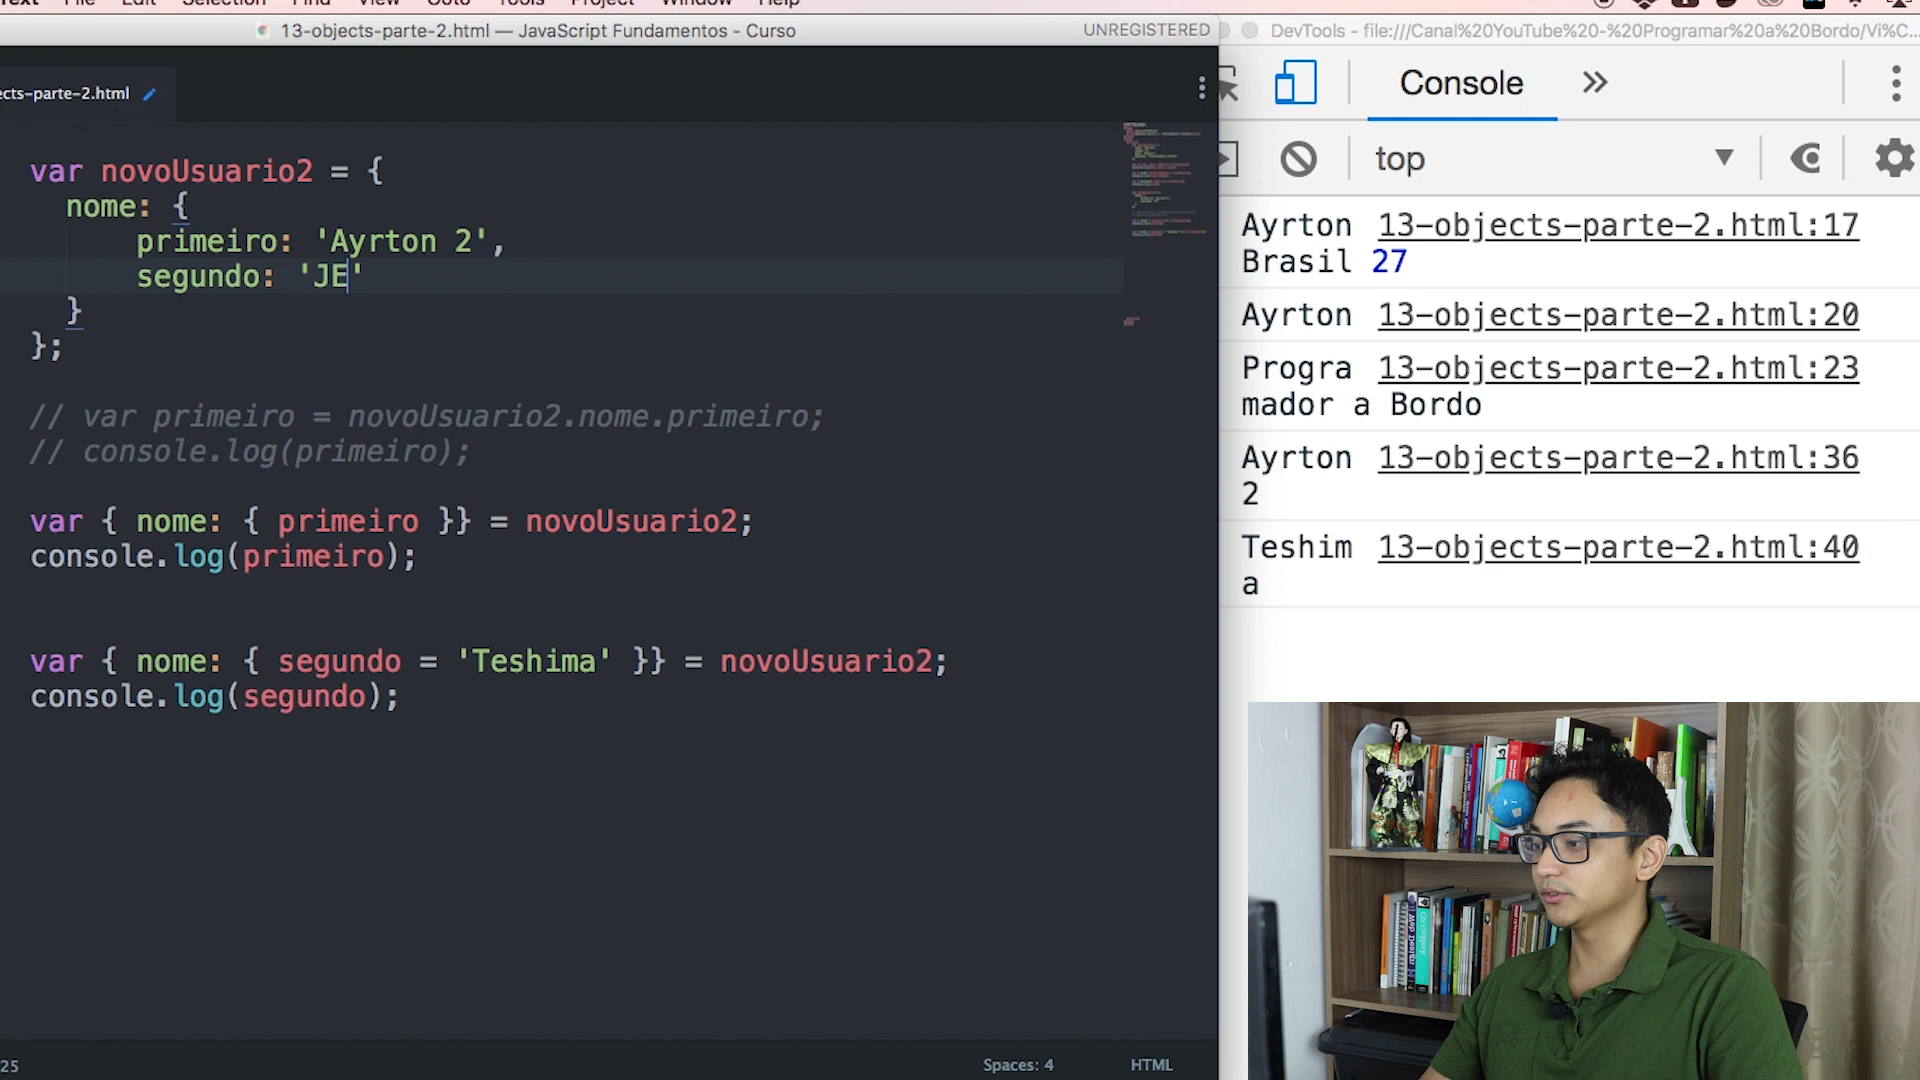 Text File Edit Selection Find View Goto Tools Project Window Help
13-objects-parte-2.html — JavaScript Fundamentos - Curso
UNREGISTERED
ects-parte-2.html
var novoUsuario2 = {
nome: {
primeiro: 'Ayrton 2',
segundo: 'JE'
}
};
// var primeiro = novoUsuario2.nome.primeiro;
// console.log(primeiro);
var { nome: { primeiro }} = novoUsuario2;
console.log(primeiro);
var { nome: { segundo = 'Teshima' }} = novoUsuario2;
console.log(segundo);
25
Spaces: 4
HTML
DevTools - file:///Canal%20YouTube%20-%20Programar%20a%20Bordo/Vi%C...
Console
top
Ayrton 13-objects-parte-2.html:17
Brasil 27
Ayrton 13-objects-parte-2.html:20
Progra 13-objects-parte-2.html:23
mador a Bordo
Ayrton 13-objects-parte-2.html:36
2
Teshim 13-objects-parte-2.html:40
a